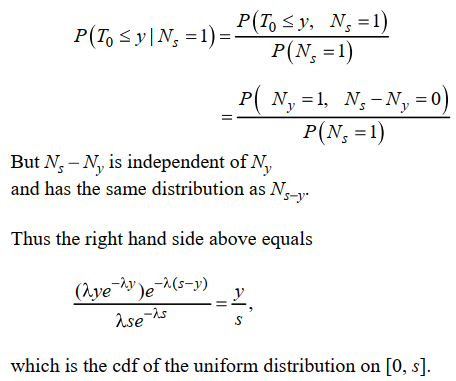 P(T₀ ≤ y | Nₛ = 1) = P(T₀ ≤ y, Nₛ = 1) / P(Nₛ = 1)
= P( N_y = 1, Nₛ − N_y = 0) / P(Nₛ = 1)
But Nₛ – N_y is independent of N_y
and has the same distribution as N_{s–y}.
Thus the right hand side above equals
(λye^{−λy})e^{−λ(s−y)} / λse^{−λs} = y / s,
which is the cdf of the uniform distribution on [0, s].